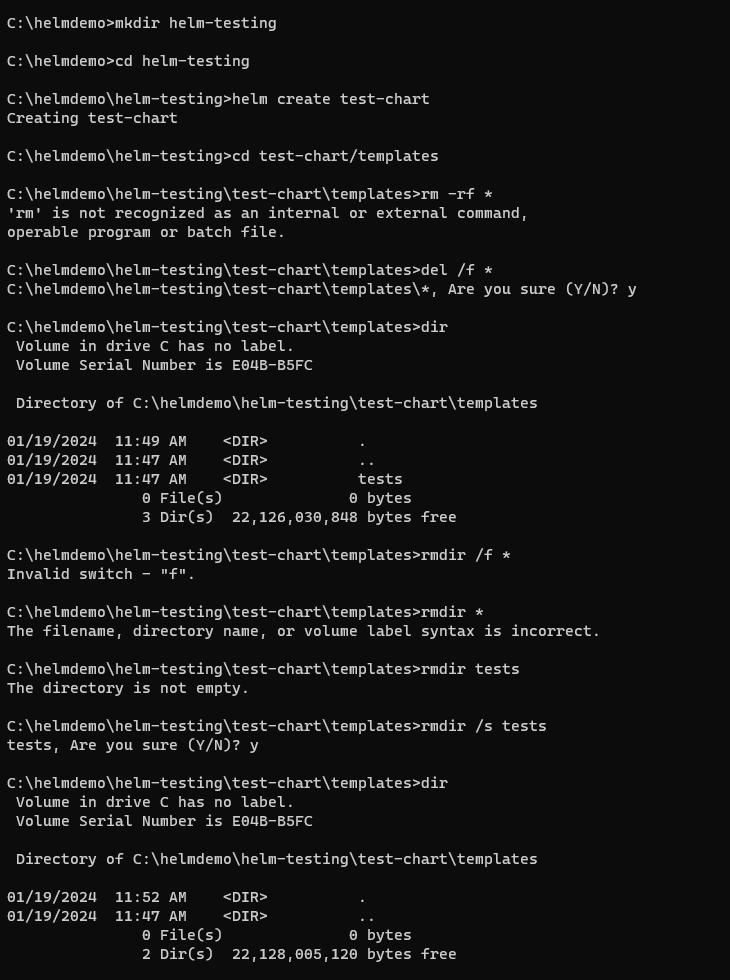 C:\helmdemo>mkdir helm-testing
C:\helmdemo>cd helm-testing
C:\helmdemo\helm-testing>helm create test-chart
Creating test-chart
C:\helmdemo\helm-testing>cd test-chart/templates
C:\helmdemo\helm-testing\test-chart\templates>rm -rf *
'rm' is not recognized as an internal or external command,
operable program or batch file.
C:\helmdemo\helm-testing\test-chart\templates>del /f *
C:\helmdemo\helm-testing\test-chart\templates\*, Are you sure (Y/N)? y
C:\helmdemo\helm-testing\test-chart\templates>dir
Volume in drive C has no label.
Volume Serial Number is E04B-B5FC
Directory of C:\helmdemo\helm-testing\test-chart\templates
01/19/2024  11:49 AM    <DIR>          .
01/19/2024  11:47 AM    <DIR>          ..
01/19/2024  11:47 AM    <DIR>          tests
0 File(s)              0 bytes
3 Dir(s)  22,126,030,848 bytes free
C:\helmdemo\helm-testing\test-chart\templates>rmdir /f *
Invalid switch - "f".
C:\helmdemo\helm-testing\test-chart\templates>rmdir *
The filename, directory name, or volume label syntax is incorrect.
C:\helmdemo\helm-testing\test-chart\templates>rmdir tests
The directory is not empty.
C:\helmdemo\helm-testing\test-chart\templates>rmdir /s tests
tests, Are you sure (Y/N)? y
C:\helmdemo\helm-testing\test-chart\templates>dir
Volume in drive C has no label.
Volume Serial Number is E04B-B5FC
Directory of C:\helmdemo\helm-testing\test-chart\templates
01/19/2024  11:52 AM    <DIR>          .
01/19/2024  11:47 AM    <DIR>          ..
0 File(s)              0 bytes
2 Dir(s)  22,128,005,120 bytes free